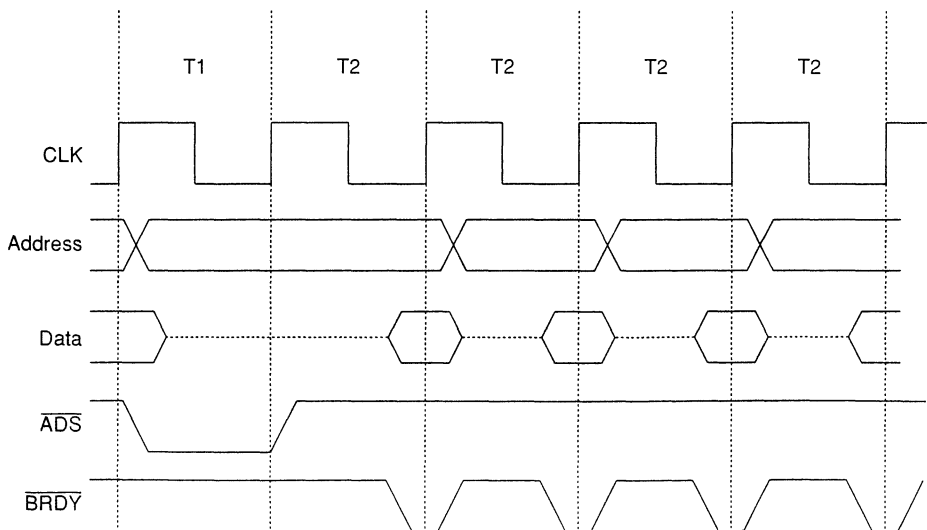 T1 T2 T2 T2 T2
CLK
Address
Data
ADS
BRDY